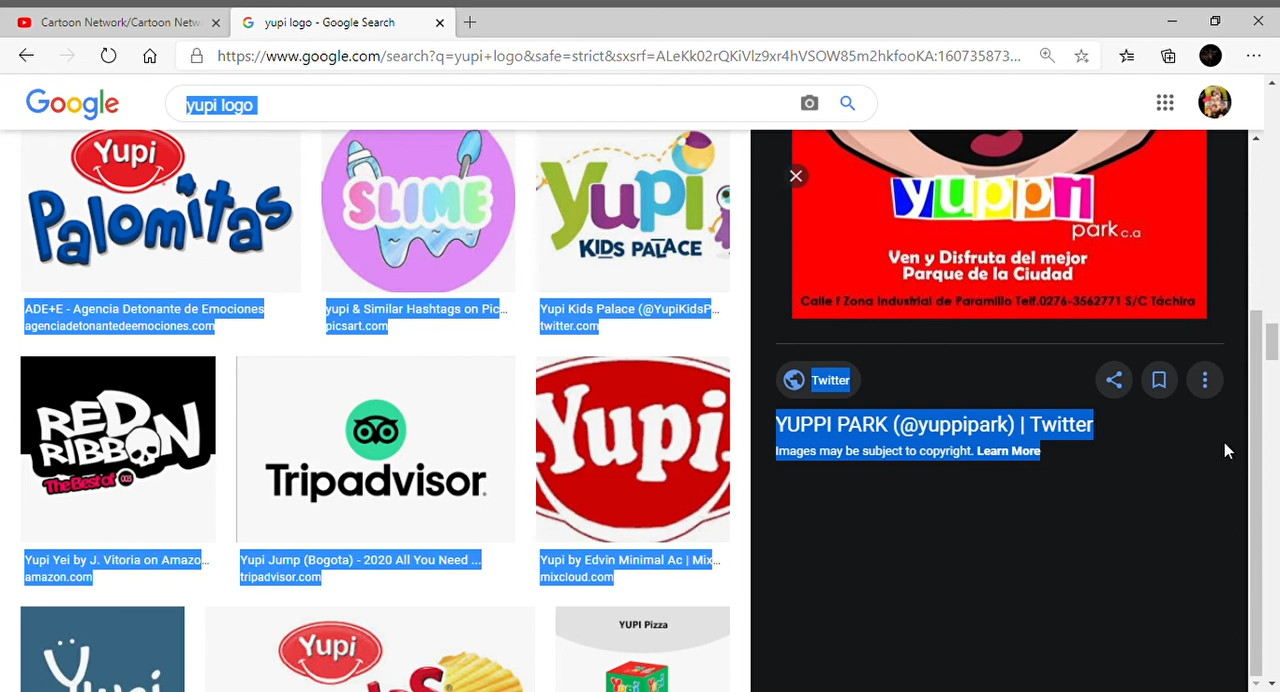 Cartoon Network/Cartoon Netw
yupi logo - Google Search
https://www.google.com/search?q=yupi+logo&safe=strict&sxsrf=ALeKk02rQKiVlz9xr4hVSOW85m2hkfooKA:160735873...
Google
yupi logo
Yupi
Palomitas
SLIME
Yupi
KIDS PALACE
ADE+E - Agencia Detonante de Emociones
agenciadetonantedeemociones.com
yupi & Similar Hashtags on Pic...
picsart.com
Yupi Kids Palace (@YupiKidsP...
twitter.com
RED
RIBBON
The Best of 003
Tripadvisor
Yupi
Yupi Yei by J. Vitoria on Amazo...
amazon.com
Yupi Jump (Bogota) - 2020 All You Need ...
tripadvisor.com
Yupi by Edvin Minimal Ac | Mix...
mixcloud.com
Yupi
YUPI Pizza
yuppi
park c.a
Ven y Disfruta del mejor
Parque de la Ciudad
Calle f Zona Industrial de Paramillo Telf.0276-3562771 S/C Táchira
Twitter
YUPPI PARK (@yuppipark) | Twitter
Images may be subject to copyright. Learn More